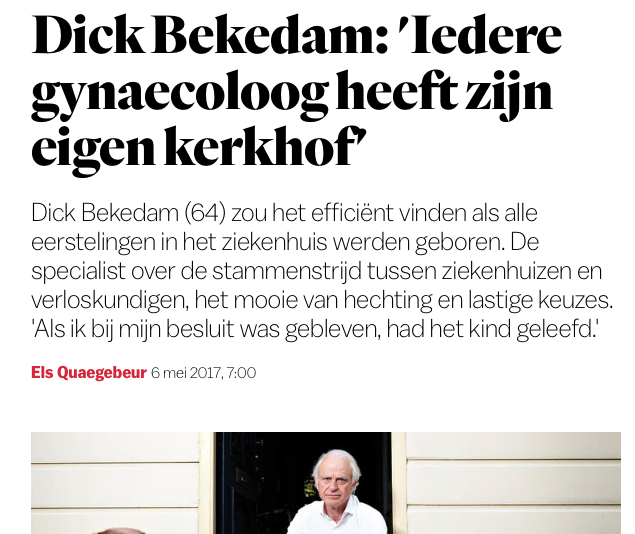 Dick Bekedam: 'Iedere
gynaecoloog heeft zijn
eigen kerkhof'
Dick Bekedam (64) zou het efficiënt vinden als alle
eerstelingen in het ziekenhuis werden geboren. De
specialist over de stammenstrijd tussen ziekenhuizen en
verloskundigen, het mooie van hechting en lastige keuzes.
'Als ik bij mijn besluit was gebleven, had het kind geleefd.'
Els Quaegebeur 6 mei 2017, 7:00